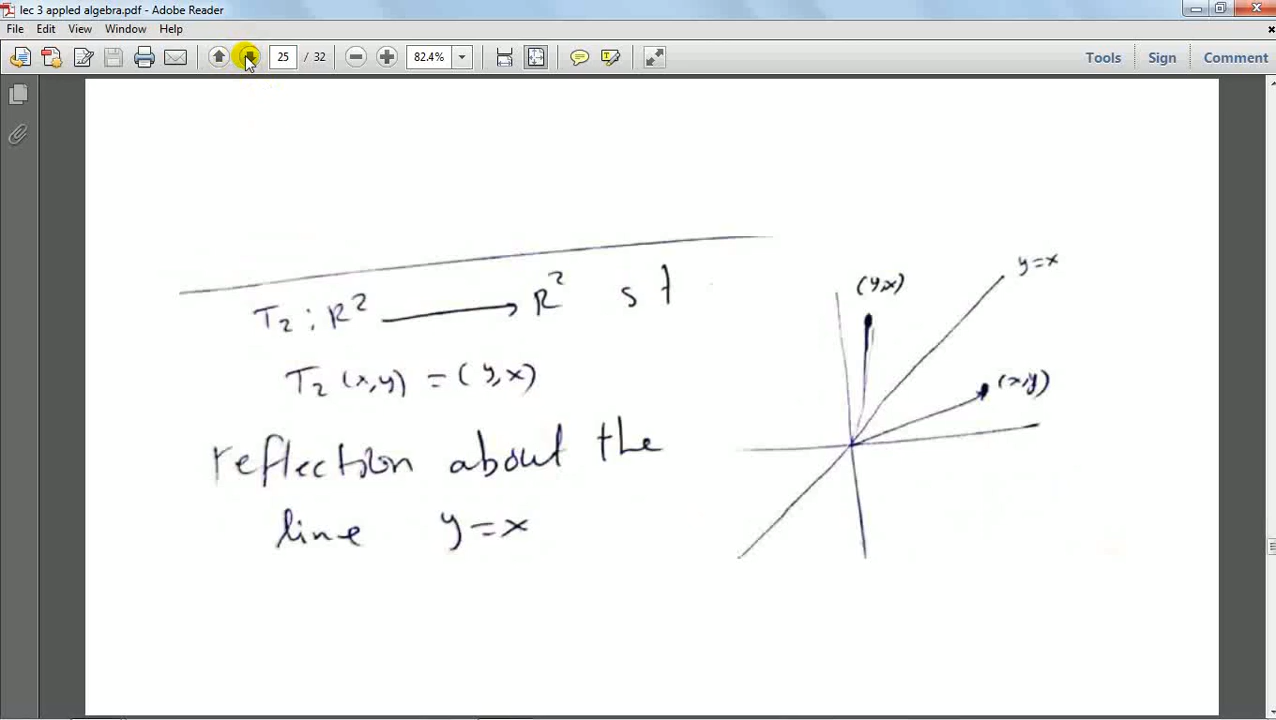 lec 3 appled algebra.pdf - Adobe Reader
File Edit View Window Help
25 / 32 82.4% Tools Sign Comment
T₂ : R² → R² s t
T₂ (x,y) = (y,x)
reflection about the
line y=x
(y,x)
y=x
(x,y)